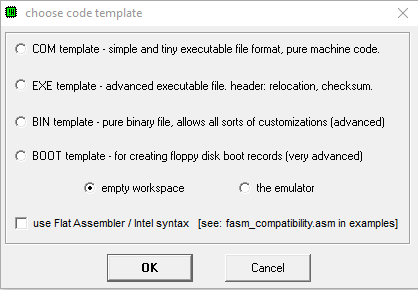 choose code template
COM template - simple and tiny executable file format, pure machine code.
EXE template - advanced executable file. header: relocation, checksum.
BIN template - pure binary file, allows all sorts of customizations (advanced)
BOOT template - for creating floppy disk boot records (very advanced)
empty workspace the emulator
use Flat Assembler / Intel syntax [see: fasm_compatibility.asm in examples]
OK Cancel